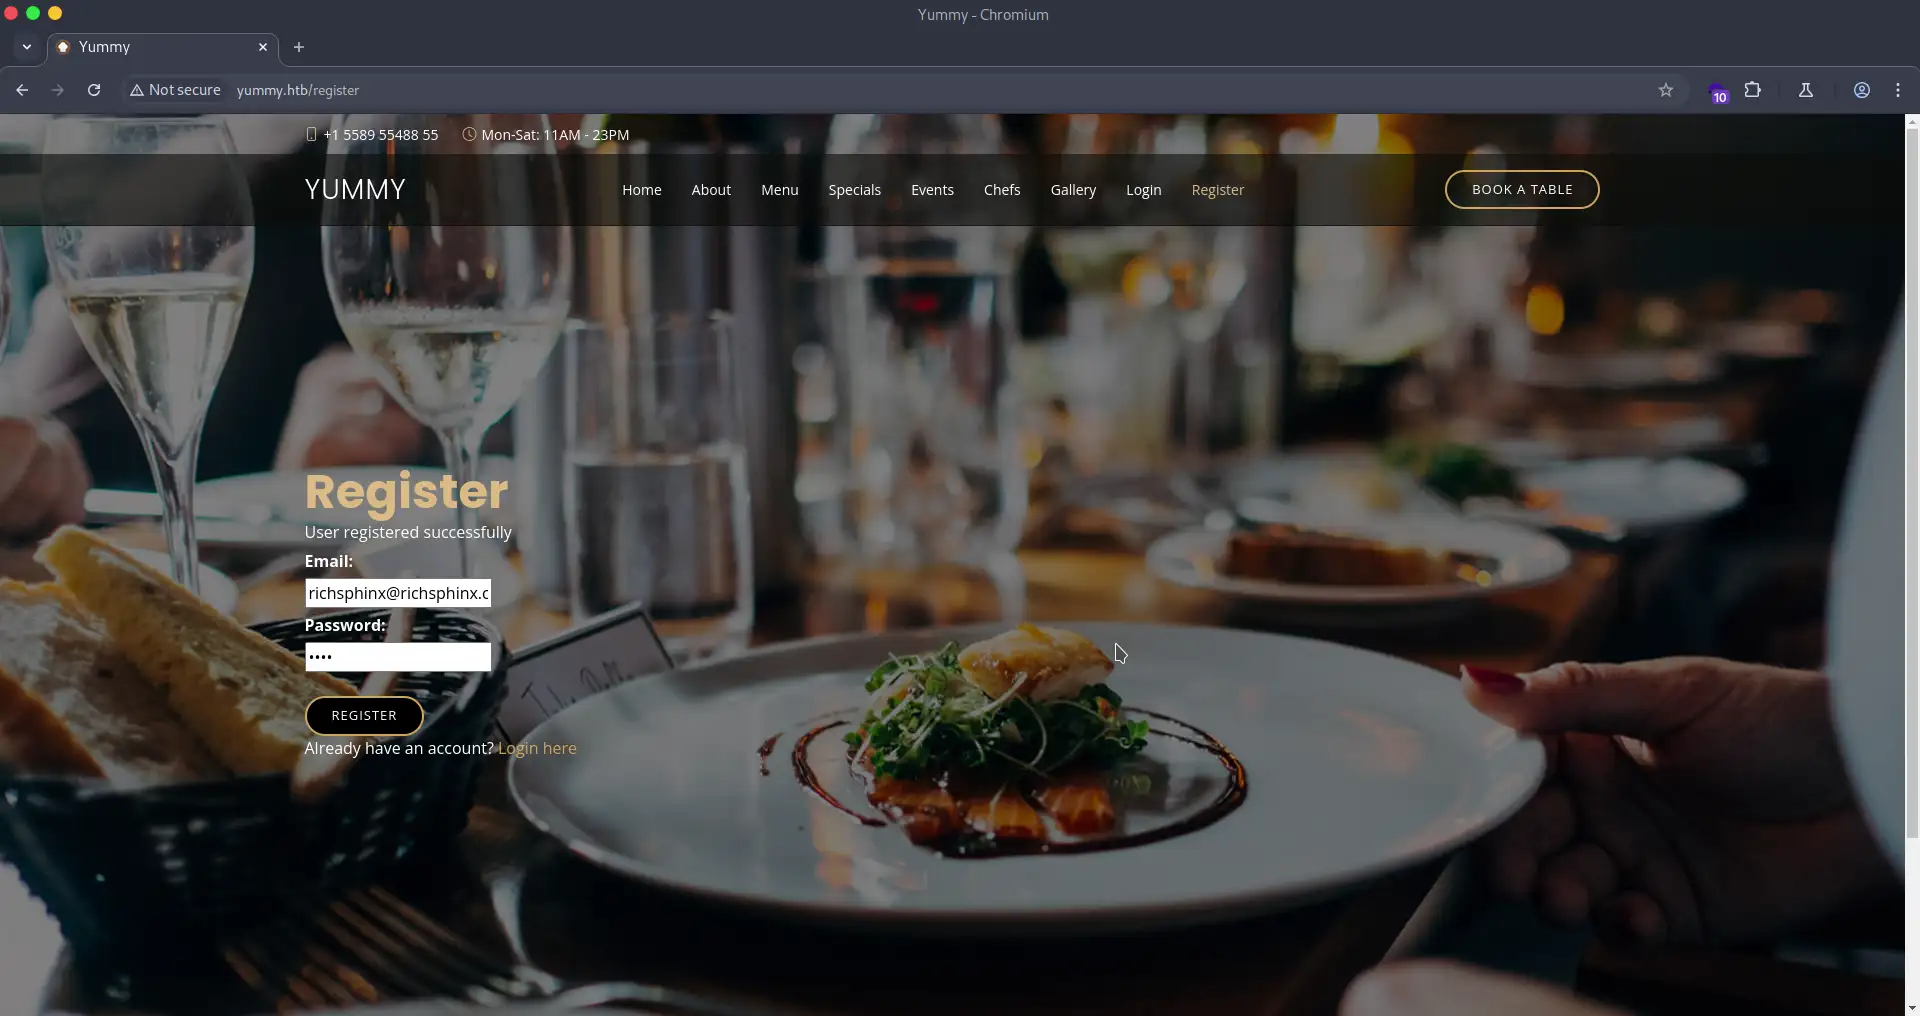 Yummy - Chromium
Yummy
Not secure yummy.htb/register
10
+1 5589 55488 55 Mon-Sat: 11AM - 23PM
YUMMY Home About Menu Specials Events Chefs Gallery Login Register BOOK A TABLE
Register
User registered successfully
Email:
richsphinx@richsphinx.c
Password:
••••
REGISTER
Already have an account? Login here